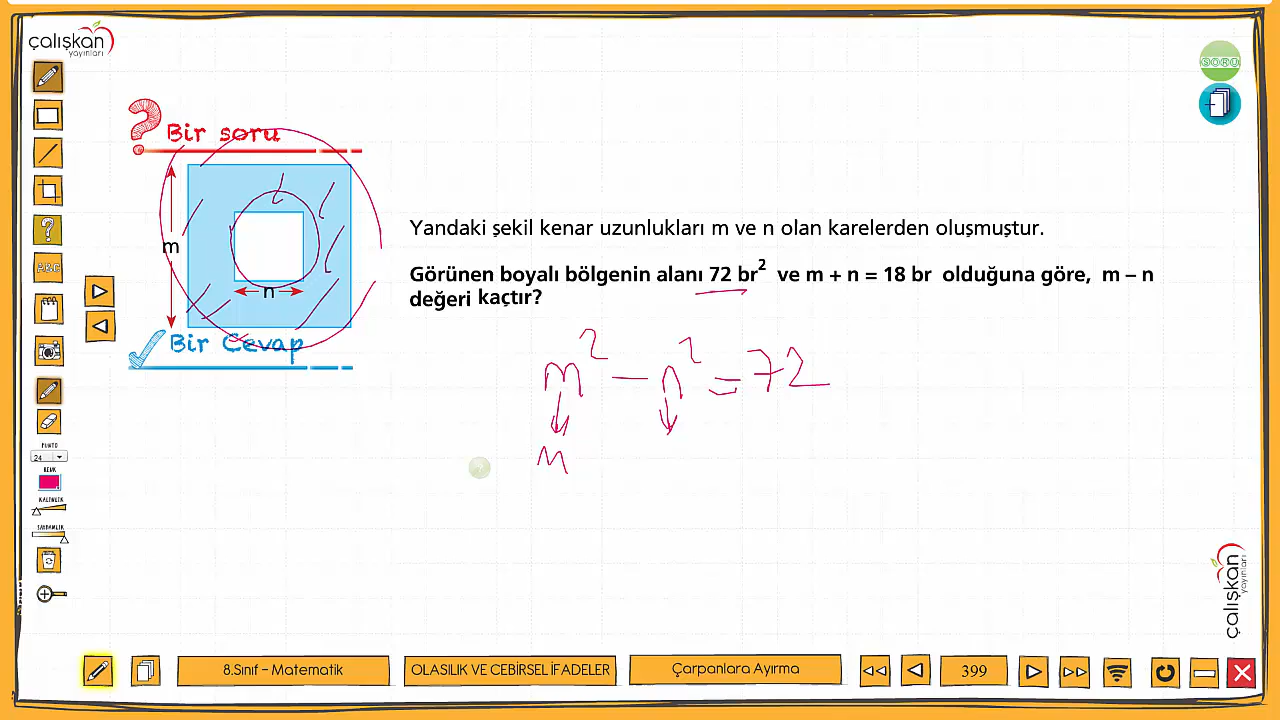 çalışkan
yayınları
SORU
Bir soru
m
n
Yandaki şekil kenar uzunlukları m ve n olan karelerden oluşmuştur.
Görünen boyalı bölgenin alanı 72 br² ve m + n = 18 br olduğuna göre, m – n
değeri kaçtır?
Bir Cevap
m² – n² = 72
m
ABC
PUNTO
24
RENK
KALINLIK
SAYDAMLIK
çalışkan
yayınları
8.Sınıf – Matematik
OLASILIK VE CEBİRSEL İFADELER
Çarpanlara Ayırma
399